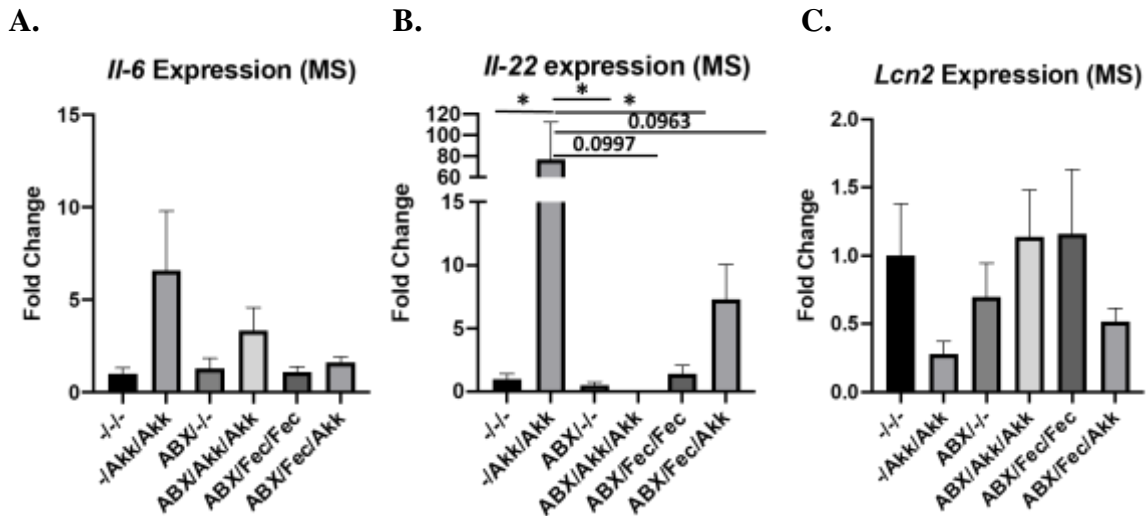 A.
B.
C.
Il-6 Expression (MS)
Fold Change
15
10
5
0
-/-/-
-/Akk/Akk
ABX/-/-
ABX/Akk/Akk
ABX/Fec/Fec
ABX/Fec/Akk
Il-22 expression (MS)
* * *
0.0963
0.0997
Fold Change
120
100
80
60
15
10
5
0
-/-/-
-/Akk/Akk
ABX/-/-
ABX/Akk/Akk
ABX/Fec/Fec
ABX/Fec/Akk
Lcn2 Expression (MS)
Fold Change
2.0
1.5
1.0
0.5
0.0
-/-/-
-/Akk/Akk
ABX/-/-
ABX/Akk/Akk
ABX/Fec/Fec
ABX/Fec/Akk